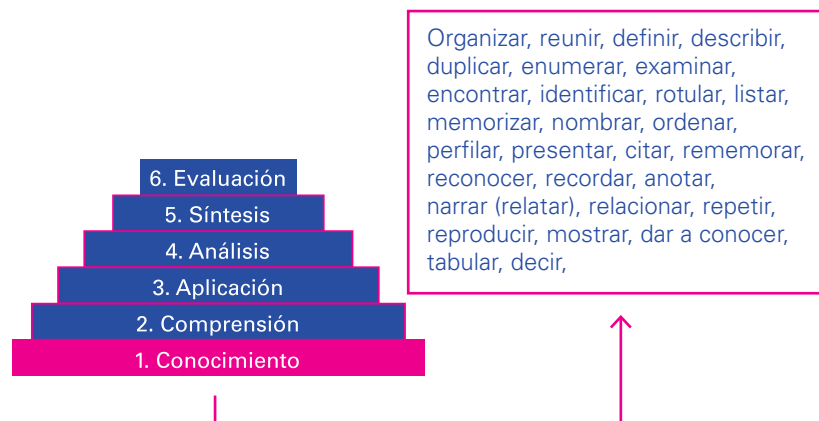 Organizar, reunir, definir, describir,
duplicar, enumerar, examinar,
encontrar, identificar, rotular, listar,
memorizar, nombrar, ordenar,
perfilar, presentar, citar, rememorar,
reconocer, recordar, anotar,
narrar (relatar), relacionar, repetir,
reproducir, mostrar, dar a conocer,
tabular, decir,
6. Evaluación
5. Síntesis
4. Análisis
3. Aplicación
2. Comprensión
1. Conocimiento